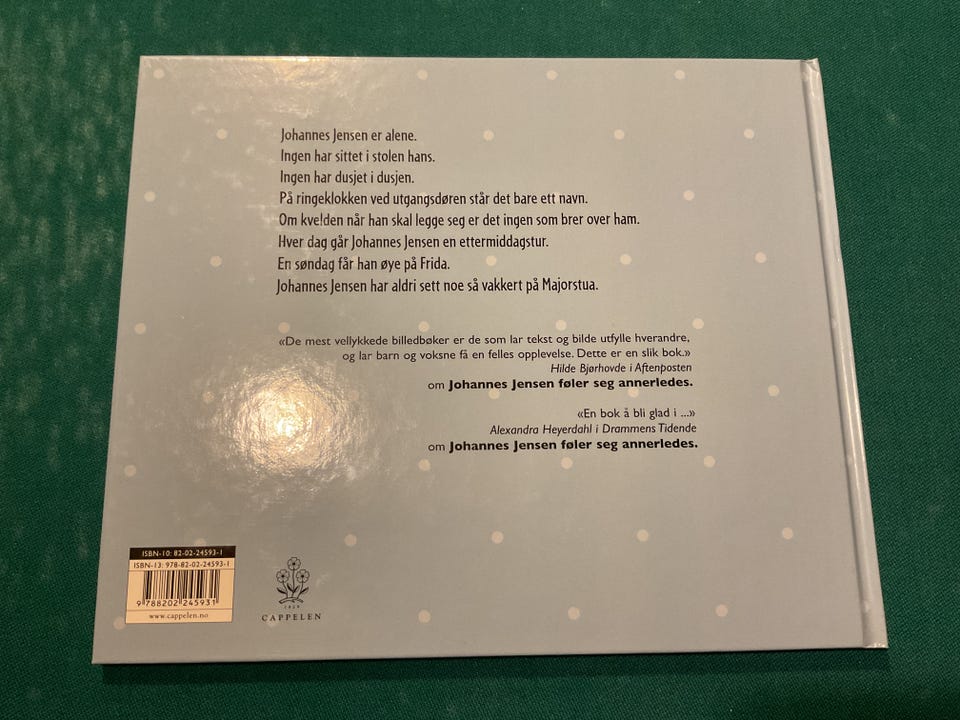 Johannes Jensen er alene.
Ingen har sittet i stolen hans.
Ingen har dusjet i dusjen.
På ringeklokken ved utgangsdøren står det bare ett navn.
Om kvelden når han skal legge seg er det ingen som brer over ham.
Hver dag går Johannes Jensen en ettermiddagstur.
En søndag får han øye på Frida.
Johannes Jensen har aldri sett noe så vakkert på Majorstua.
«De mest vellykkede billedbøker er de som lar tekst og bilde utfylle hverandre,
og lar barn og voksne få en felles opplevelse. Dette er en slik bok.»
Hilde Bjørhovde i Aftenposten
om Johannes Jensen føler seg annerledes.
«En bok å bli glad i ...»
Alexandra Heyerdahl i Drammens Tidende
om Johannes Jensen føler seg annerledes.
ISBN-10: 82-02-24593-1
ISBN-13: 978-82-02-24593-1
9 788202 245931
www.cappelen.no
1829
CAPPELEN